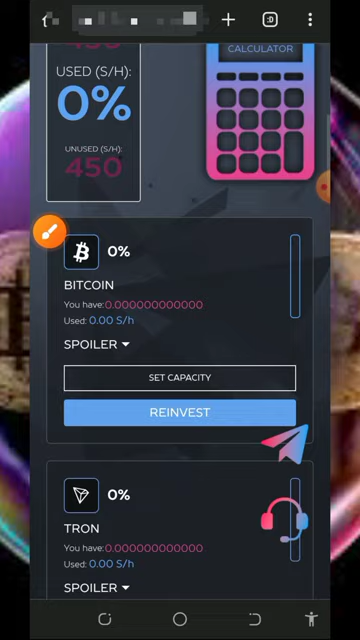 CALCULATOR
USED (S/H):
0%
UNUSED (S/H):
450
0%
BITCOIN
You have:0.000000000000
Used: 0.00 S/h
SPOILER
SET CAPACITY
REINVEST
0%
TRON
You have:0.000000000000
Used: 0.00 S/h
SPOILER